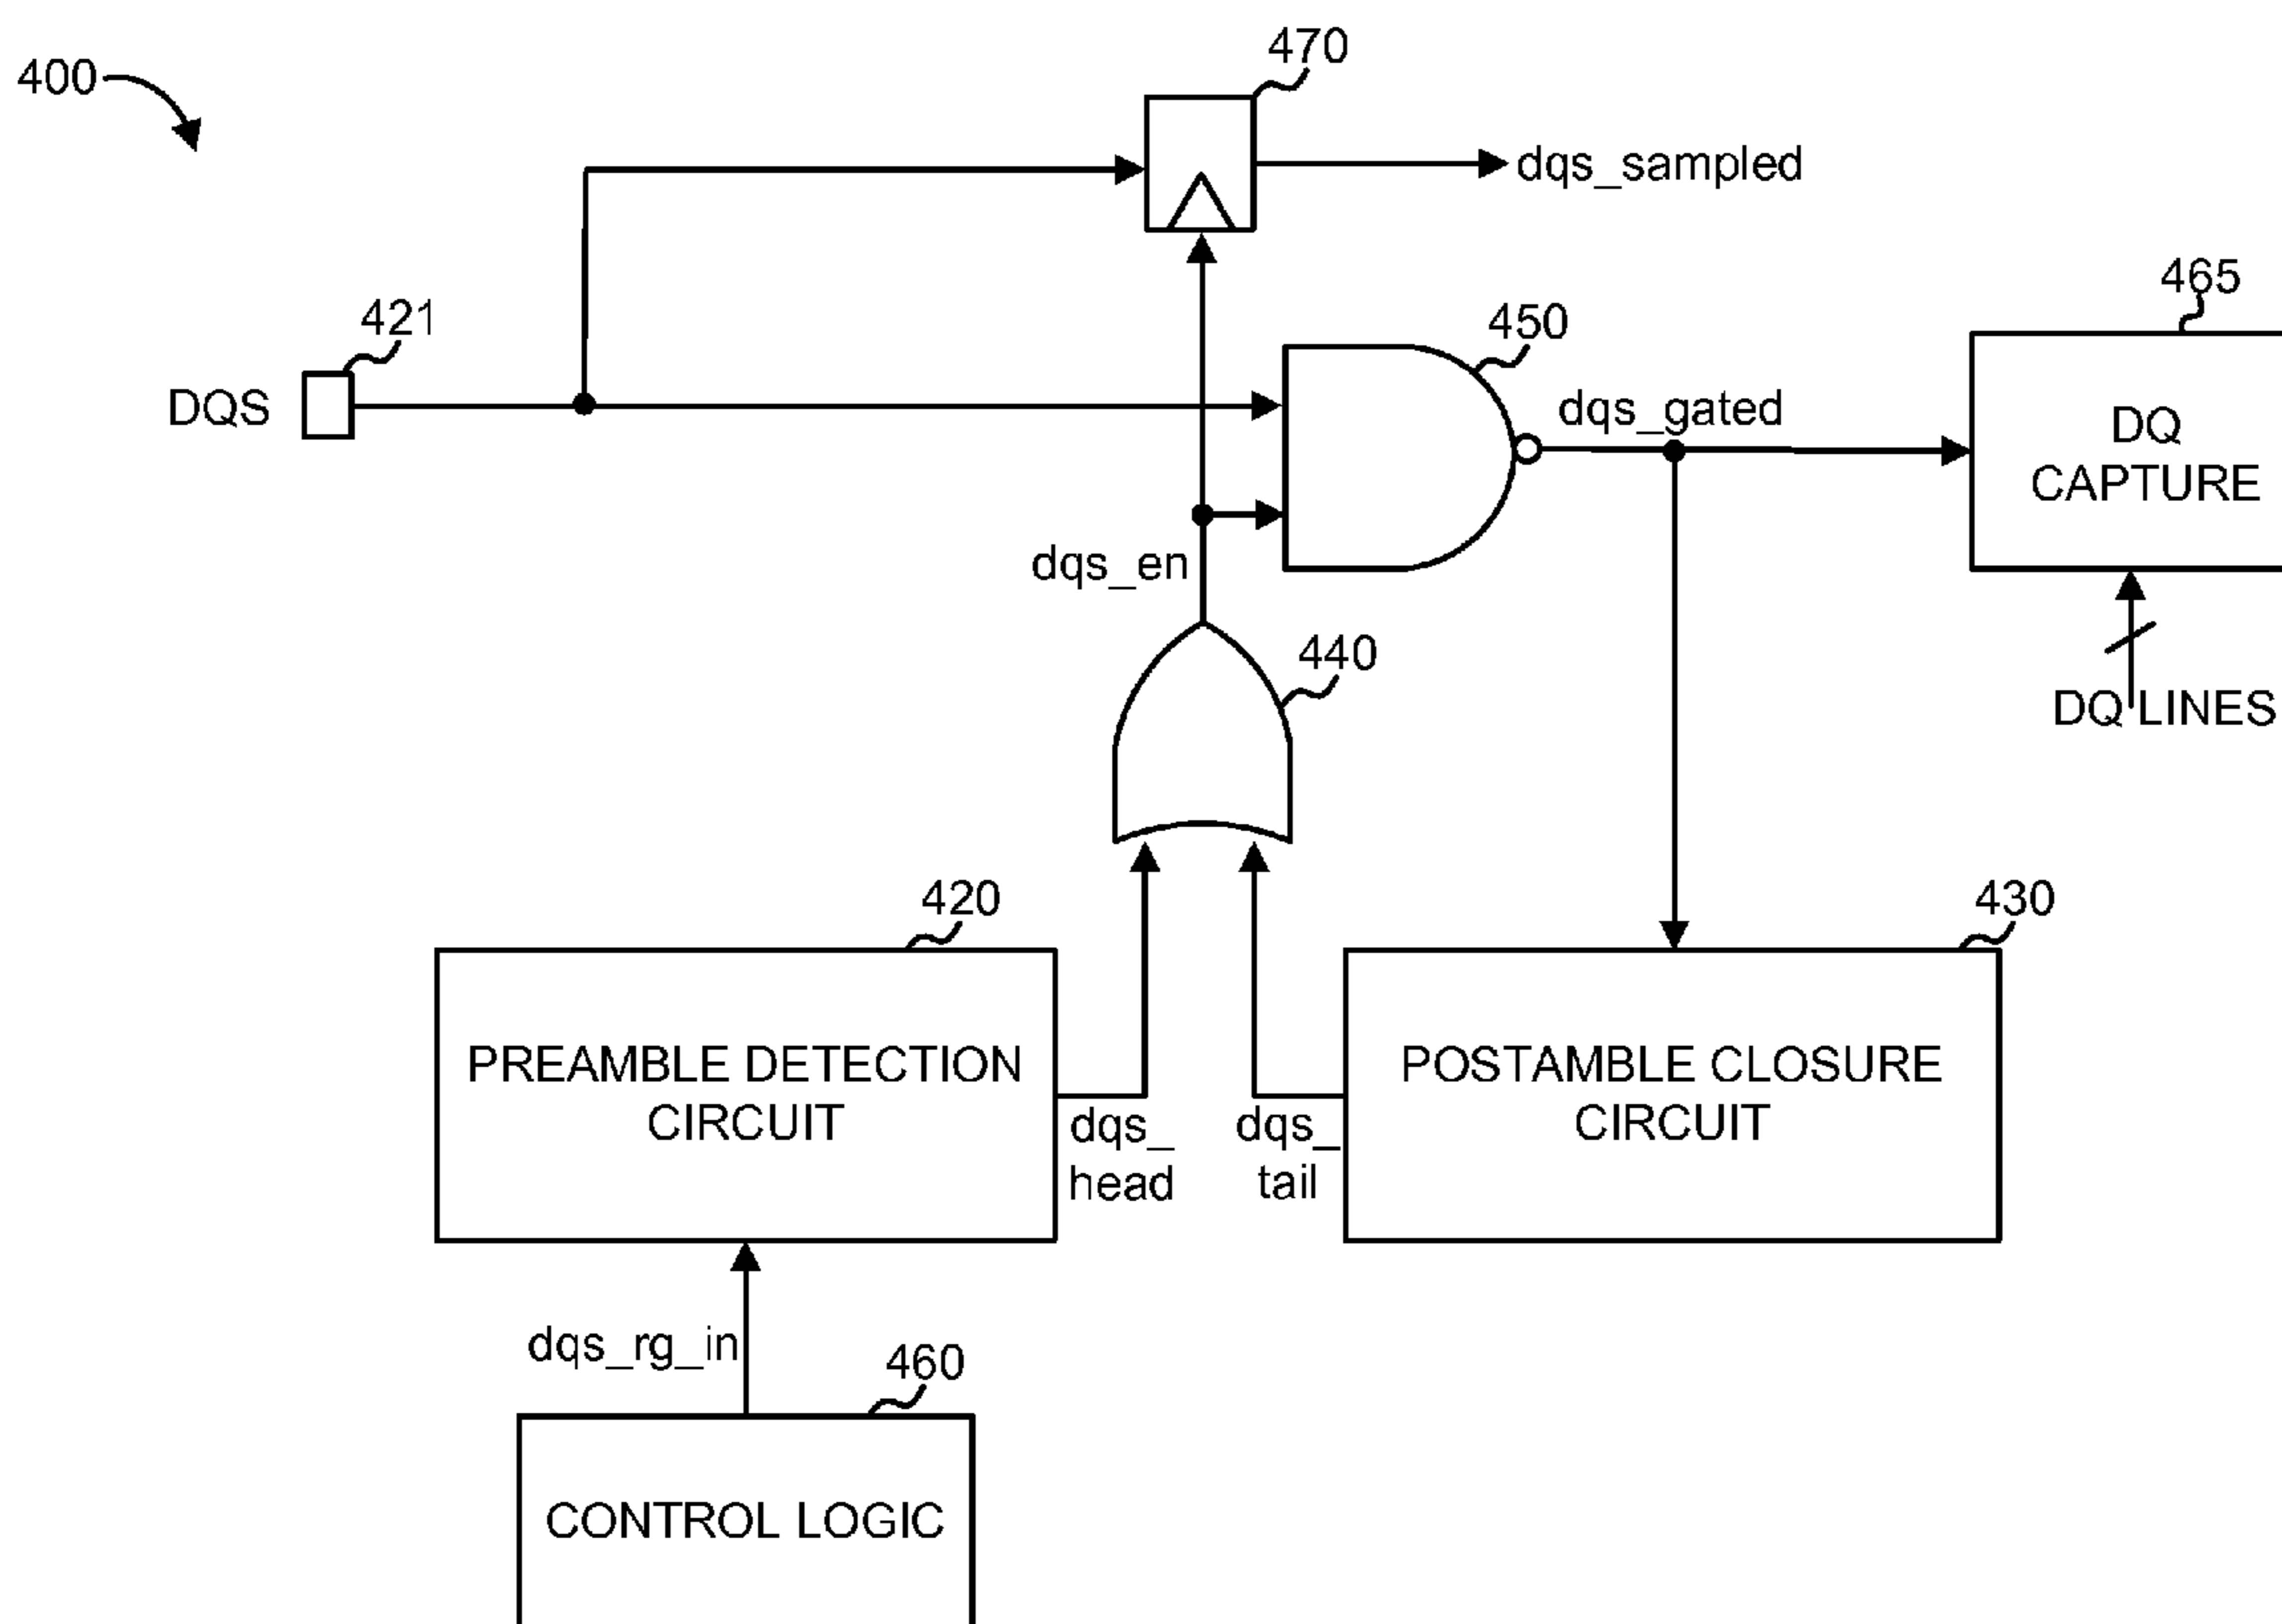 400
470
dqs_sampled
465
421
450
DQS
dqs_gated
DQ
CAPTURE
dqs_en
440
DQ LINES
420
430
PREAMBLE DETECTION
CIRCUIT
POSTAMBLE CLOSURE
CIRCUIT
dqs_
head
dqs_
tail
dqs_rg_in
460
CONTROL LOGIC